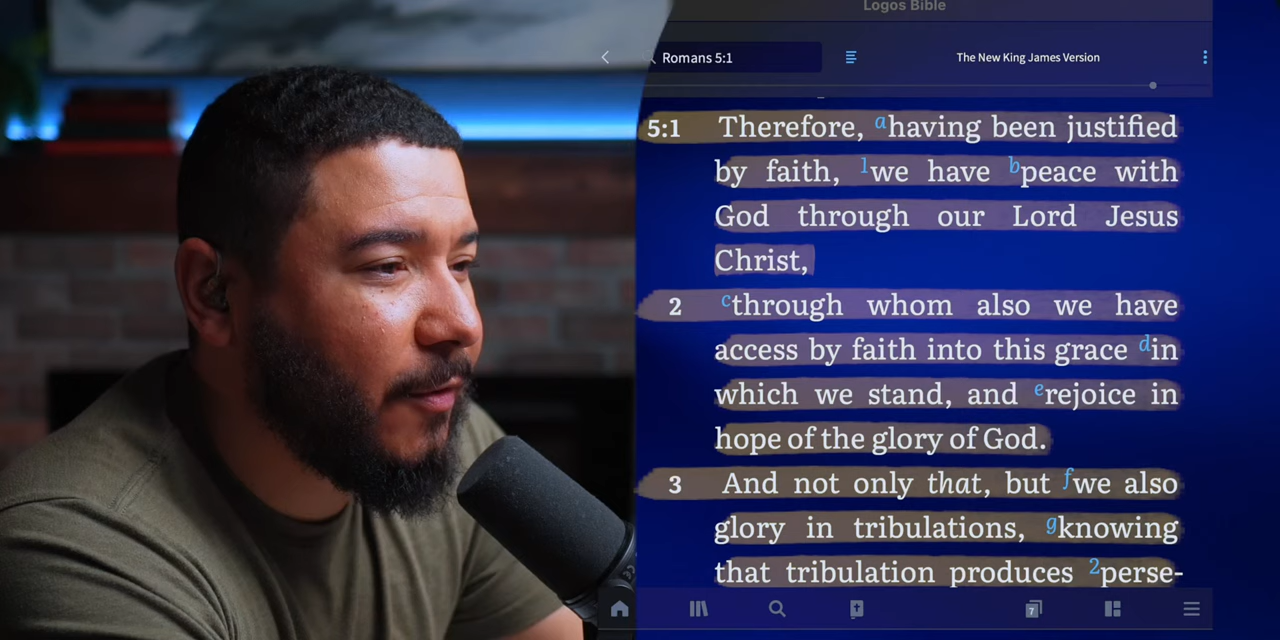 Logos Bible
Romans 5:1
The New King James Version
5:1 Therefore, ahaving been justified
by faith, 1we have bpeace with
God through our Lord Jesus
Christ,
2 cthrough whom also we have
access by faith into this grace din
which we stand, and erejoice in
hope of the glory of God.
3 And not only that, but fwe also
glory in tribulations, gknowing
that tribulation produces 2perse-
7